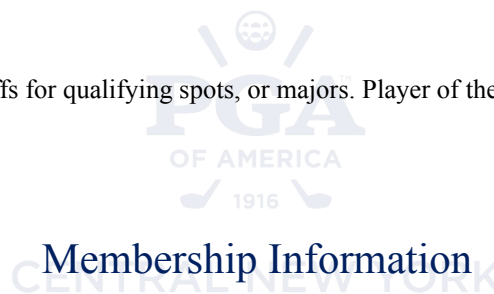 ffs for qualifying spots, or majors. Player of the
PGA
OF AMERICA
1916
Membership Information
CENTRAL NEW YORK